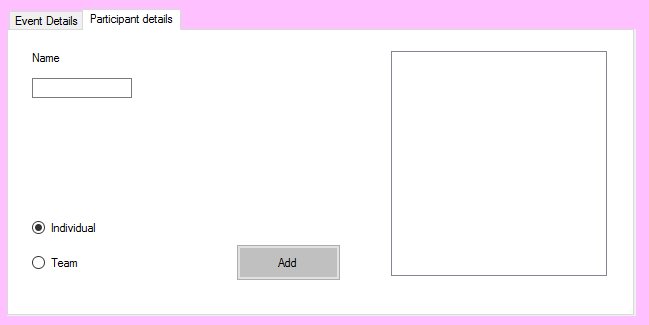 Event Details
Participant details
Name
Individual
Team
Add